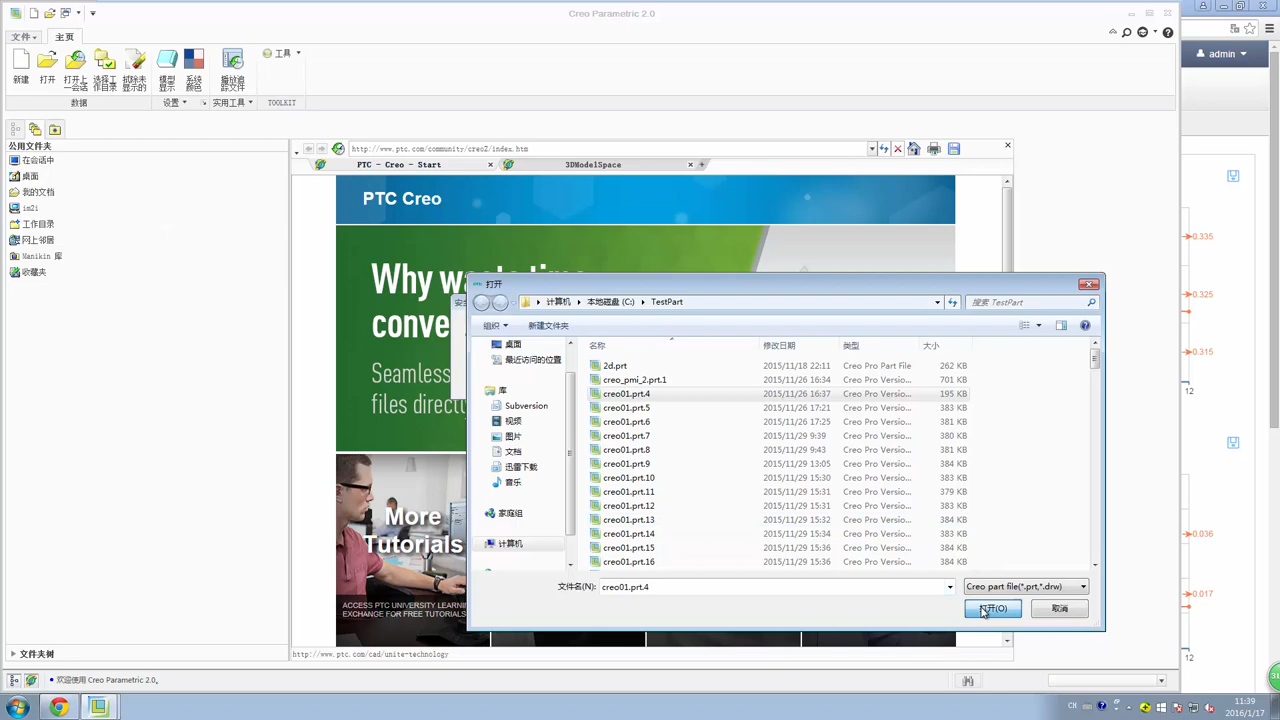 Creo Parametric 2.0
文件
主页
admin
新建
打开
打开上一会话
选择工作目录
拭除未显示的
模型显示
系统颜色
播放追踪文件
工具
数据
设置
实用工具
TOOLKIT
公用文件夹
在会话中
桌面
我的文档
im2i
工作目录
网上邻居
Manikin 库
收藏夹
http://www.ptc.com/community/creo2/index.htm
PTC - Creo - Start
3DModelSpace
PTC Creo
Why wa
conve
Seamless
files directl
More
Tutorials
ACCESS PTC UNIVERSITY LEARNIN
EXCHANGE FOR FREE TUTORIALS
打开
计算机
本地磁盘 (C:)
TestPart
搜索 TestPart
组织
新建文件夹
桌面
最近访问的位置
库
Subversion
视频
图片
文档
迅雷下载
音乐
家庭组
计算机
名称 修改日期 类型 大小
2d.prt 2015/11/18 22:11 Creo Pro Part File 262 KB
creo_pmi_2.prt.1 2015/11/26 16:34 Creo Pro Versio... 701 KB
creo01.prt.4 2015/11/26 16:37 Creo Pro Versio... 195 KB
creo01.prt.5 2015/11/26 17:21 Creo Pro Versio... 383 KB
creo01.prt.6 2015/11/26 17:25 Creo Pro Versio... 381 KB
creo01.prt.7 2015/11/29 9:39 Creo Pro Versio... 380 KB
creo01.prt.8 2015/11/29 9:43 Creo Pro Versio... 381 KB
creo01.prt.9 2015/11/29 13:05 Creo Pro Versio... 384 KB
creo01.prt.10 2015/11/29 15:30 Creo Pro Versio... 383 KB
creo01.prt.11 2015/11/29 15:31 Creo Pro Versio... 379 KB
creo01.prt.12 2015/11/29 15:31 Creo Pro Versio... 383 KB
creo01.prt.13 2015/11/29 15:32 Creo Pro Versio... 384 KB
creo01.prt.14 2015/11/29 15:33 Creo Pro Versio... 384 KB
creo01.prt.15 2015/11/29 15:36 Creo Pro Versio... 384 KB
creo01.prt.16 2015/11/29 15:36 Creo Pro Versio... 384 KB
文件名(N):
creo01.prt.4
Creo part file(*.prt,*.drw)
打开(O)
取消
0.335
0.325
0.315
12
0.036
0.017
12
31
文件夹树
http://www.ptc.com/cad/unite-technology
欢迎使用 Creo Parametric 2.0。
CH
11:39
2016/1/17